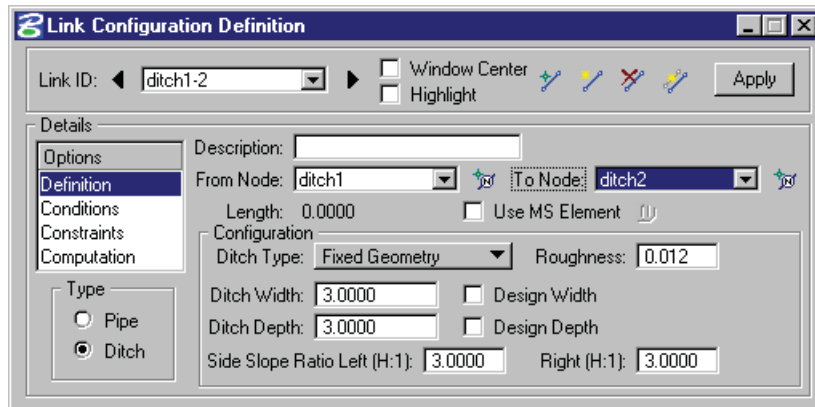 Link Configuration Definition
Link ID: ditch1-2 Window Center Apply
Highlight
Details
Options
Definition
Conditions
Constraints
Computation
Description:
From Node: ditch1 To Node: ditch2
Length: 0.0000 Use MS Element
Configuration
Ditch Type: Fixed Geometry Roughness: 0.012
Ditch Width: 3.0000 Design Width
Ditch Depth: 3.0000 Design Depth
Side Slope Ratio Left (H:1): 3.0000 Right (H:1): 3.0000
Type
Pipe
Ditch